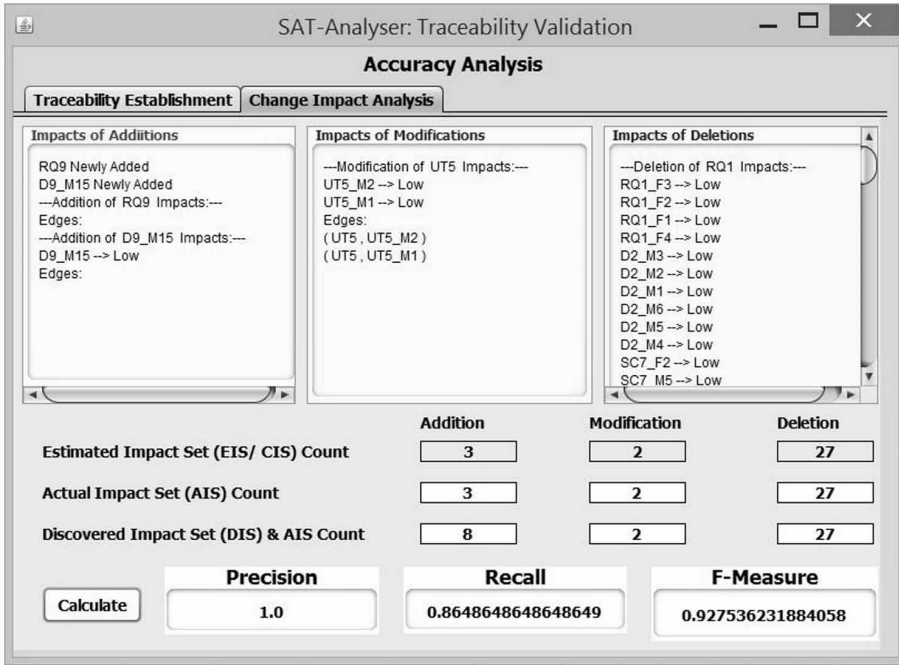 SAT-Analyser: Traceability Validation
Accuracy Analysis
Traceability Establishment
Change Impact Analysis
Impacts of Addiitions
RQ9 Newly Added
D9_M15 Newly Added
---Addition of RQ9 Impacts:---
Edges:
---Addition of D9_M15 Impacts:---
D9_M15 --> Low
Edges:
Impacts of Modifications
---Modification of UT5 Impacts:---
UT5_M2 --> Low
UT5_M1 --> Low
Edges:
( UT5 , UT5_M2 )
( UT5 , UT5_M1 )
Impacts of Deletions
---Deletion of RQ1 Impacts:---
RQ1_F3 --> Low
RQ1_F2 --> Low
RQ1_F1 --> Low
RQ1_F4 --> Low
D2_M3 --> Low
D2_M2 --> Low
D2_M1 --> Low
D2_M6 --> Low
D2_M5 --> Low
D2_M4 --> Low
SC7_F2 --> Low
SC7_M5 --> Low
Addition Modification Deletion
Estimated Impact Set (EIS/ CIS) Count 3 2 27
Actual Impact Set (AIS) Count 3 2 27
Discovered Impact Set (DIS) & AIS Count 8 2 27
Calculate
Precision
1.0
Recall
0.8648648648648649
F-Measure
0.927536231884058